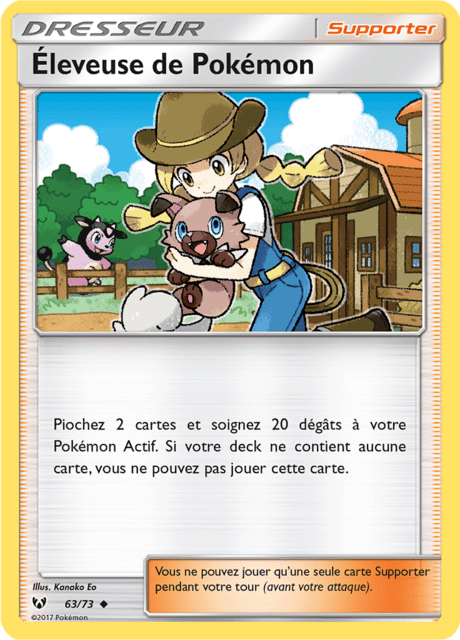 DRESSEUR
Supporter
Éleveuse de Pokémon
Piochez 2 cartes et soignez 20 dégâts à votre
Pokémon Actif. Si votre deck ne contient aucune
carte, vous ne pouvez pas jouer cette carte.
Vous ne pouvez jouer qu'une seule carte Supporter
pendant votre tour (avant votre attaque).
Illus. Kanako Eo
63/73
©2017 Pokémon